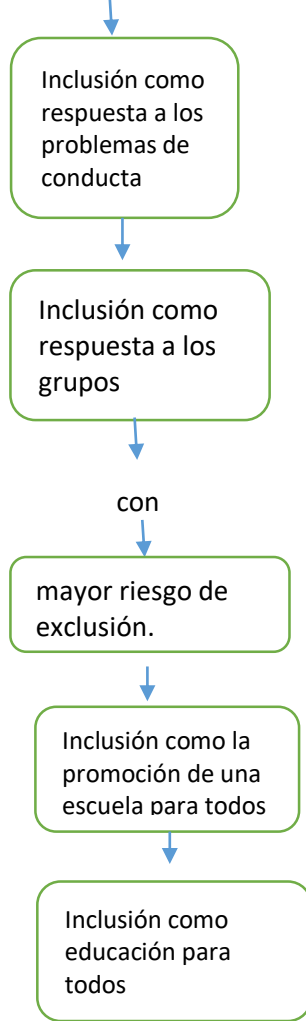 Inclusión como
respuesta a los
problemas de
conducta
Inclusión como
respuesta a los
grupos
con
mayor riesgo de
exclusión.
Inclusión como la
promoción de una
escuela para todos
Inclusión como
educación para
todos